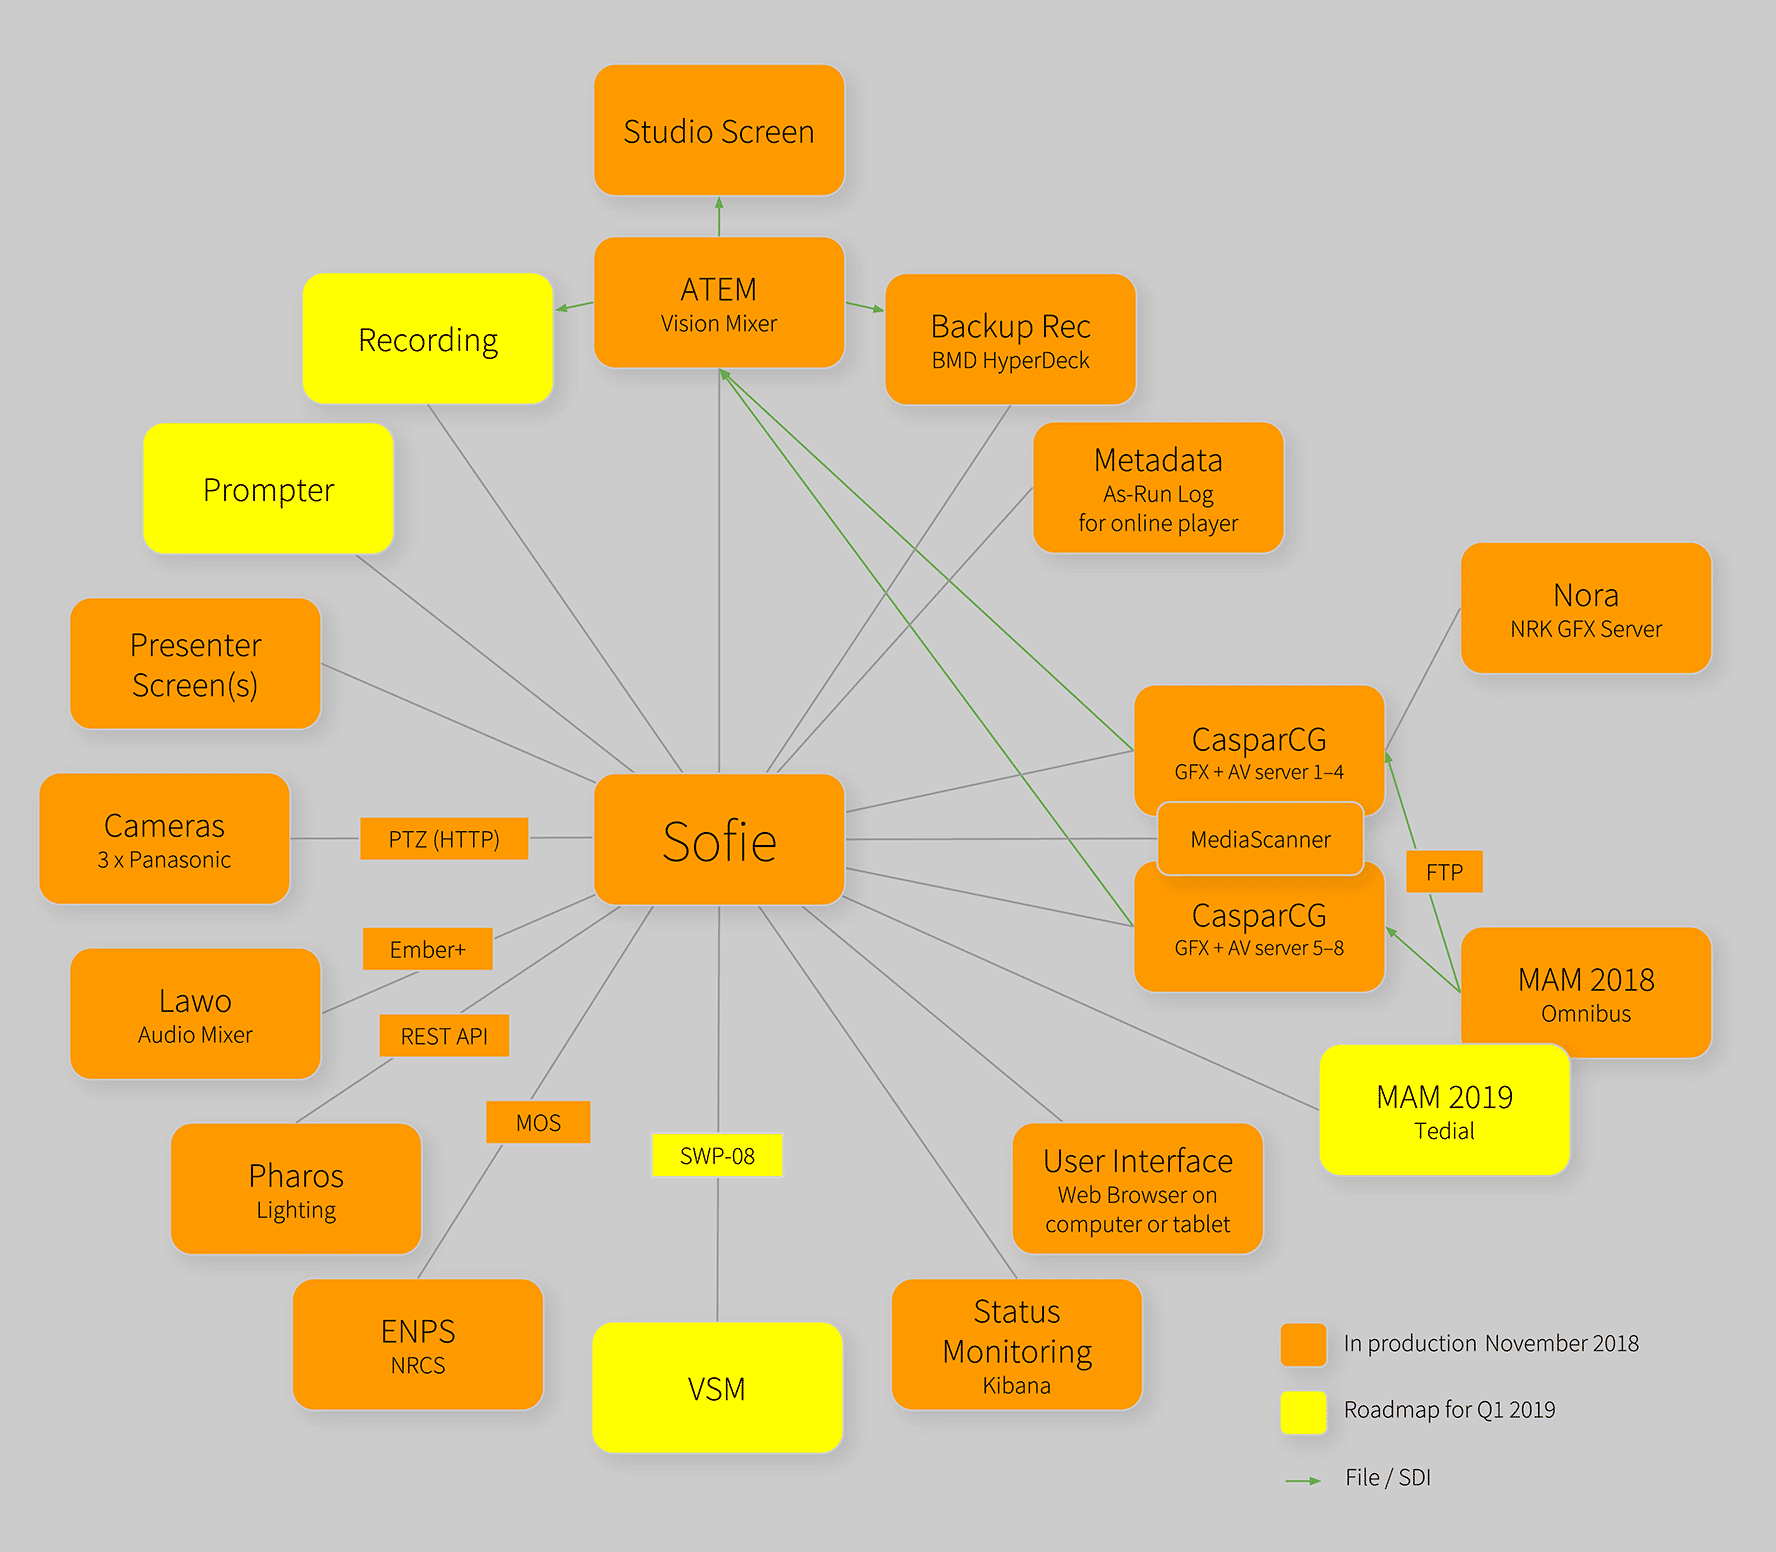 Studio Screen
ATEM
Vision Mixer
Recording
Backup Rec
BMD HyperDeck
Prompter
Metadata
As-Run Log
for online player
Nora
NRK GFX Server
Presenter
Screen(s)
CasparCG
GFX + AV server 1–4
Cameras
3 x Panasonic
PTZ (HTTP)
Sofie
MediaScanner
FTP
CasparCG
GFX + AV server 5–8
Ember+
Lawo
Audio Mixer
MAM 2018
Omnibus
REST API
MAM 2019
Tedial
MOS
SWP-08
Pharos
Lighting
User Interface
Web Browser on
computer or tablet
ENPS
NRCS
VSM
Status
Monitoring
Kibana
In production November 2018
Roadmap for Q1 2019
File / SDI